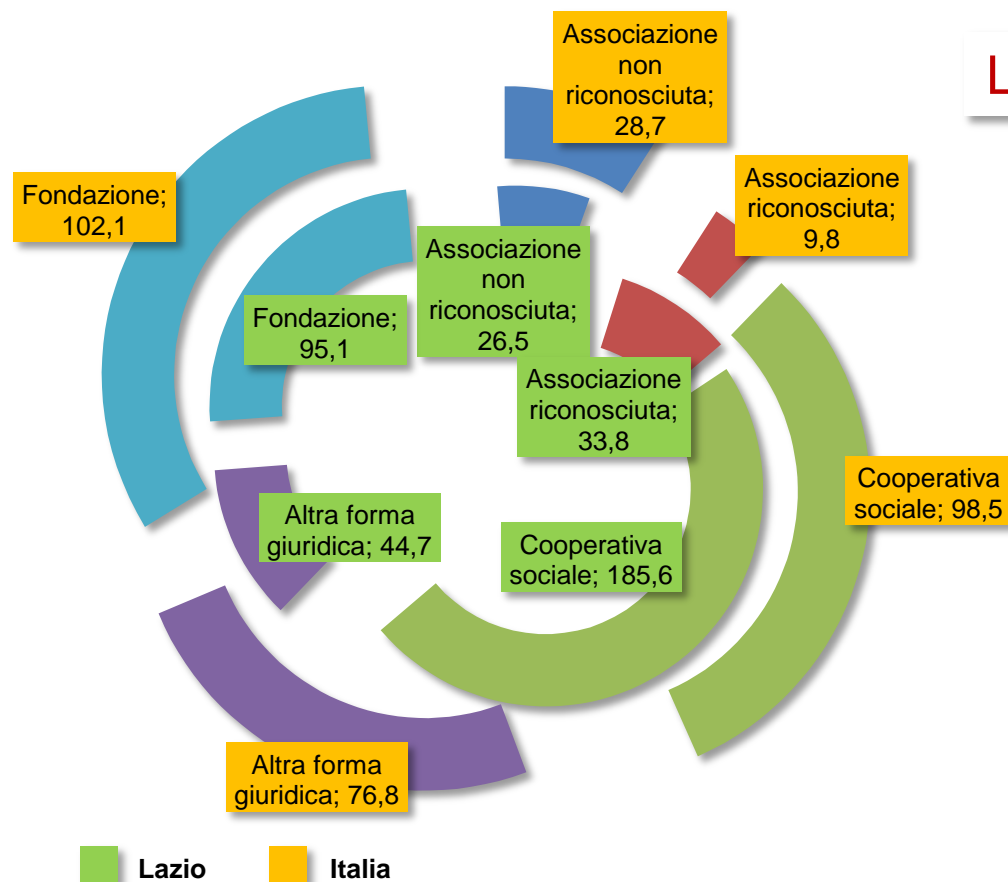 Associazione
non
riconosciuta;
28,7
L
Associazione
riconosciuta;
9,8
Fondazione;
102,1
Associazione
non
riconosciuta;
26,5
Fondazione;
95,1
Associazione
riconosciuta;
33,8
Cooperativa
sociale; 98,5
Altra forma
giuridica; 44,7
Cooperativa
sociale; 185,6
Altra forma
giuridica; 76,8
Lazio
Italia